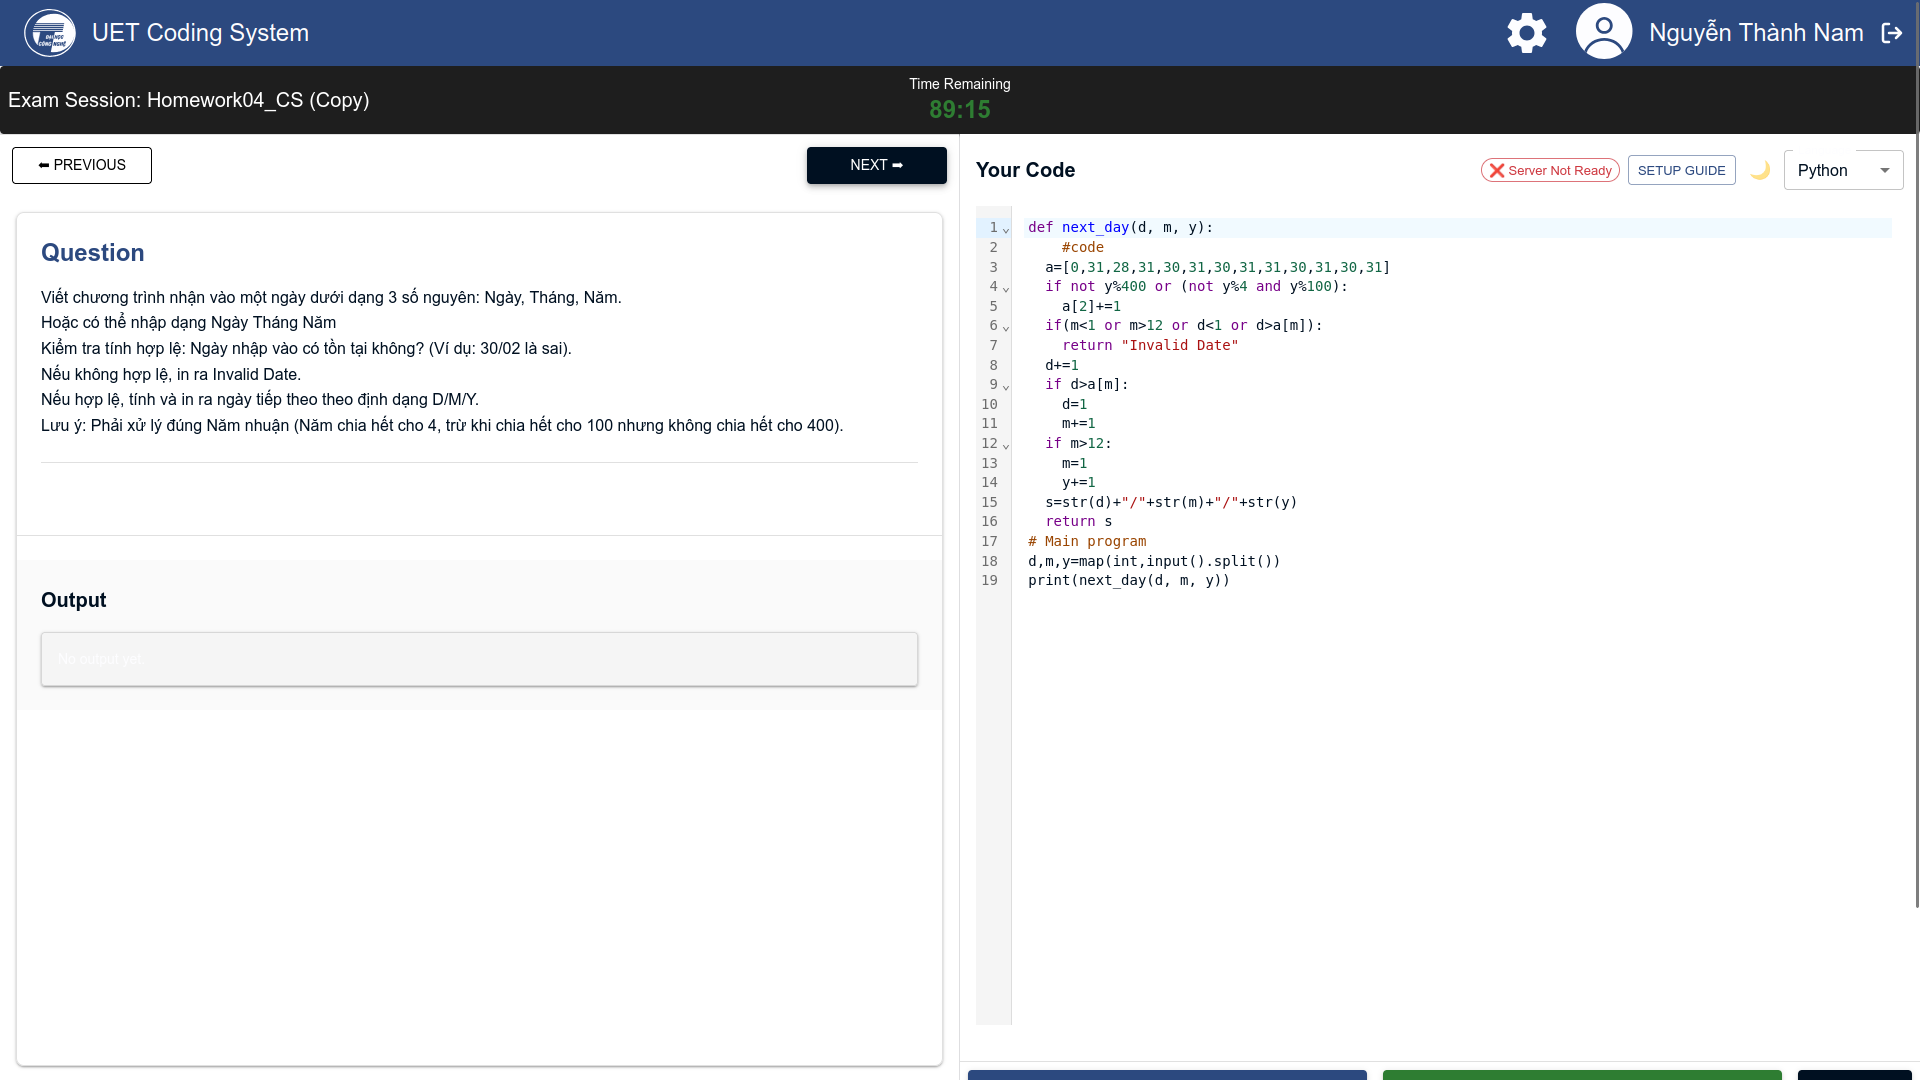 UET Coding System
Nguyễn Thành Nam
Exam Session: Homework04_CS (Copy)
Time Remaining
89:15
⬅ PREVIOUS
NEXT ➡
Question
Viết chương trình nhận vào một ngày dưới dạng 3 số nguyên: Ngày, Tháng, Năm.
Hoặc có thể nhập dạng Ngày Tháng Năm
Kiểm tra tính hợp lệ: Ngày nhập vào có tồn tại không? (Ví dụ: 30/02 là sai).
Nếu không hợp lệ, in ra Invalid Date.
Nếu hợp lệ, tính và in ra ngày tiếp theo theo định dạng D/M/Y.
Lưu ý: Phải xử lý đúng Năm nhuận (Năm chia hết cho 4, trừ khi chia hết cho 100 nhưng không chia hết cho 400).
Output
No output yet.
Your Code
❌ Server Not Ready
SETUP GUIDE
Python
1 def next_day(d, m, y):
2     #code
3   a=[0,31,28,31,30,31,30,31,31,30,31,30,31]
4   if not y%400 or (not y%4 and y%100):
5     a[2]+=1
6   if(m<1 or m>12 or d<1 or d>a[m]):
7     return "Invalid Date"
8   d+=1
9   if d>a[m]:
10     d=1
11     m+=1
12   if m>12:
13     m=1
14     y+=1
15   s=str(d)+"/"+str(m)+"/"+str(y)
16   return s
17 # Main program
18 d,m,y=map(int,input().split())
19 print(next_day(d, m, y))